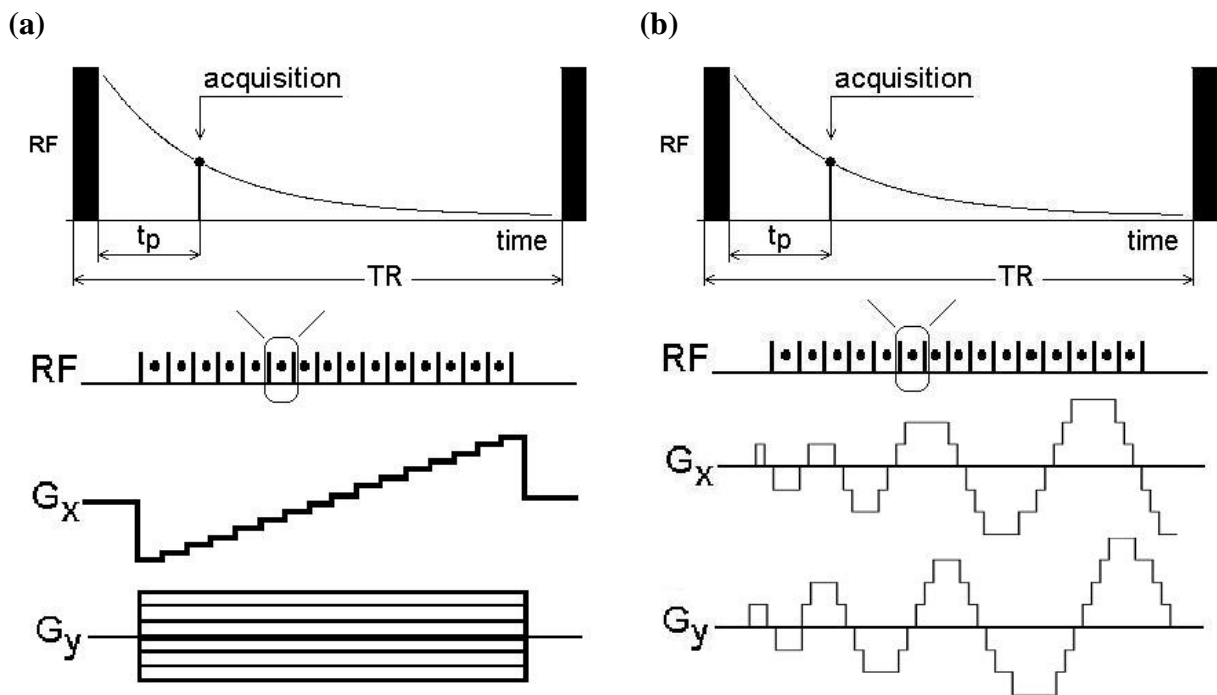 (a)
acquisition
RF
tp
time
TR
RF
Gx
Gy
(b)
acquisition
RF
tp
time
TR
RF
Gx
Gy